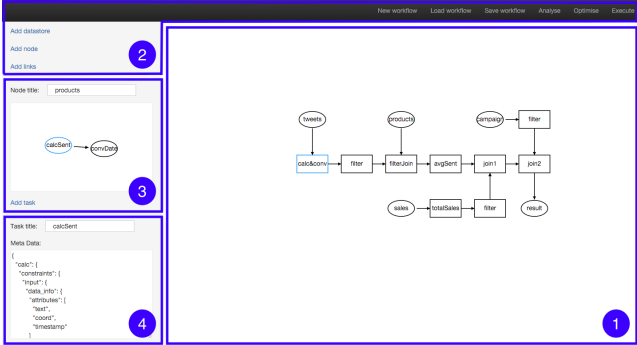 New workflow Load workflow Save workflow Analyse Optimise Execute
Add datastore
Add node
Add links
2
Node title: products
calcSent convDate
3
Add task
Task title: calcSent
Meta Data:
{
"calc": {
"constraints": {
"input": {
"data_info": {
"attributes": [
"text",
"coord",
"timestamp"
]
4
tweets products campaign filter
calc&conv filter filterJoin avgSent join1 join2
sales totalSales filter result
1